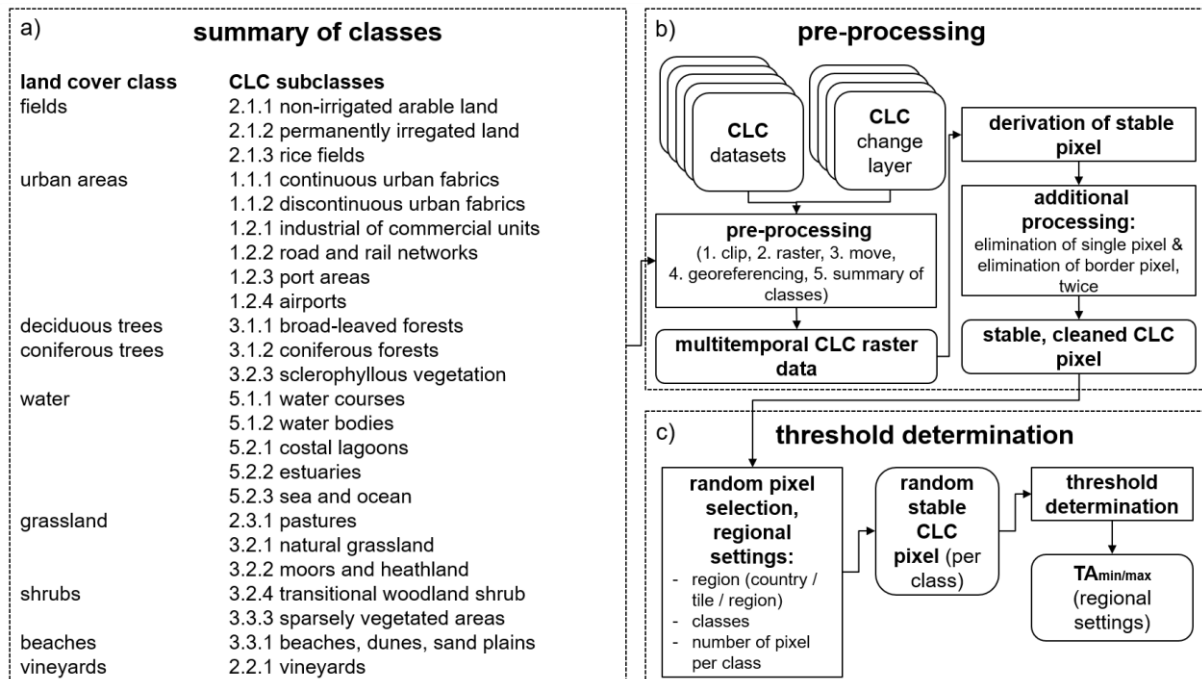 a) summary of classes
land cover class CLC subclasses
fields 2.1.1 non-irrigated arable land
2.1.2 permanently irregated land
2.1.3 rice fields
urban areas 1.1.1 continuous urban fabrics
1.1.2 discontinuous urban fabrics
1.2.1 industrial of commercial units
1.2.2 road and rail networks
1.2.3 port areas
1.2.4 airports
deciduous trees 3.1.1 broad-leaved forests
coniferous trees 3.1.2 coniferous forests
3.2.3 sclerophyllous vegetation
water 5.1.1 water courses
5.1.2 water bodies
5.2.1 costal lagoons
5.2.2 estuaries
5.2.3 sea and ocean
grassland 2.3.1 pastures
3.2.1 natural grassland
3.2.2 moors and heathland
shrubs 3.2.4 transitional woodland shrub
3.3.3 sparsely vegetated areas
beaches 3.3.1 beaches, dunes, sand plains
vineyards 2.2.1 vineyards
b) pre-processing
CLC
datasets
CLC
change
layer
pre-processing
(1. clip, 2. raster, 3. move,
4. georeferencing, 5. summary of
classes)
multitemporal CLC raster
data
derivation of stable
pixel
additional
processing:
elimination of single pixel &
elimination of border pixel,
twice
stable, cleaned CLC
pixel
c) threshold determination
random pixel
selection,
regional
settings:
- region (country /
tile / region)
- classes
- number of pixel
per class
random
stable
CLC
pixel (per
class)
threshold
determination
TAmin/max
(regional
settings)